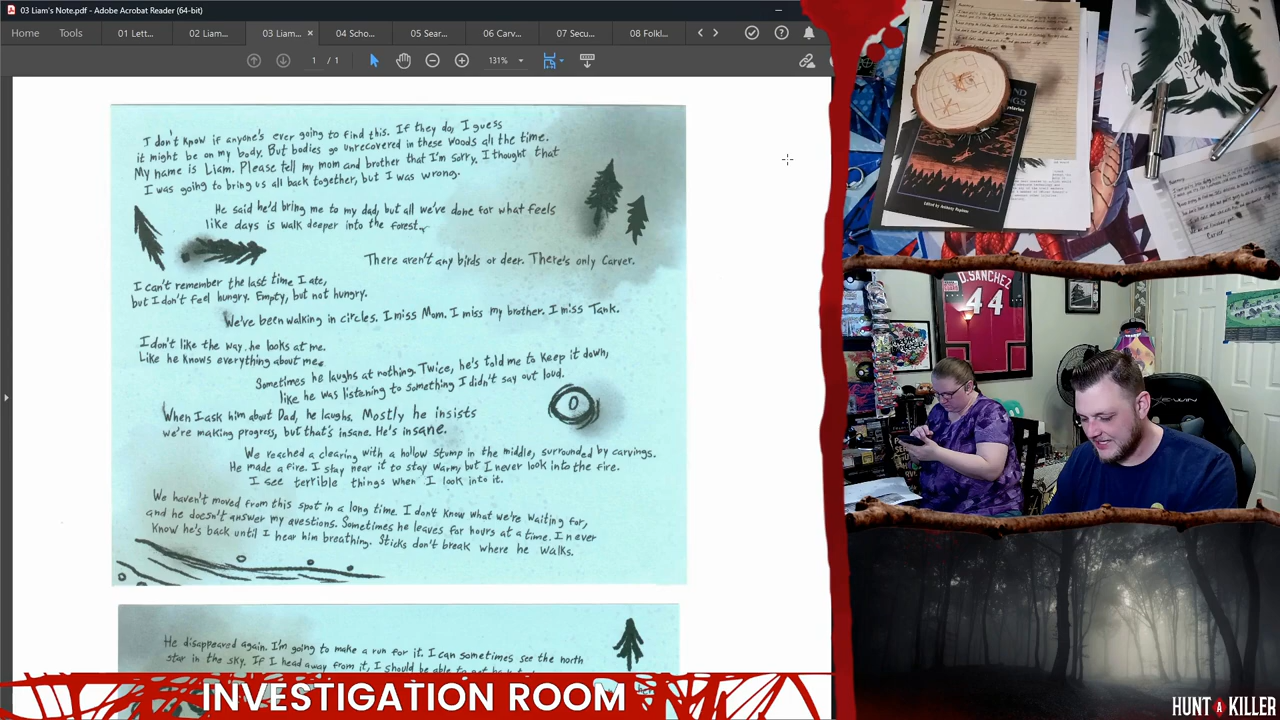 03 Liam's Note.pdf - Adobe Acrobat Reader (64-bit)
Home Tools 01 Lett... 02 Liam... 03 Liam... × 05 Sear... 06 Carv... 07 Secu... 08 Folkl...
1 / 1 131%
I don't know if anyone's ever going to find this. If they do, I guess
it might be on my body. But bodies go unrecovered in these woods all the time.
My name is Liam. Please tell my mom and brother that I'm sorry. I thought that
I was going to bring us all back together, but I was wrong.
He said he'd bring me to my dad, but all we've done for what feels
like days is walk deeper into the forest.
There aren't any birds or deer. There's only Carver.
I can't remember the last time I ate,
but I don't feel hungry. Empty, but not hungry.
We've been walking in circles. I miss Mom. I miss my brother. I miss Tank.
I don't like the way he looks at me.
Like he knows everything about me.
Sometimes he laughs at nothing. Twice, he's told me to keep it down,
like he was listening to something I didn't say out loud.
When I ask him about Dad, he laughs. Mostly he insists
we're making progress, but that's insane. He's insane.
We reached a clearing with a hollow stump in the middle, surrounded by carvings.
He made a fire. I stay near it to stay warm, but I never look into the fire.
I see terrible things when I look into it.
We haven't moved from this spot in a long time. I don't know what we're waiting for,
and he doesn't answer my questions. Sometimes he leaves for hours at a time. I never
know he's back until I hear him breathing. Sticks don't break where he walks.
He disappeared again. I'm going to make a run for it. I can sometimes see the north
star in the sky. If I head away from it, I should be able to get
INVESTIGATION ROOM
Edited by Anthony
Carver
D. SANCHEZ
44
HUNT A KILLER